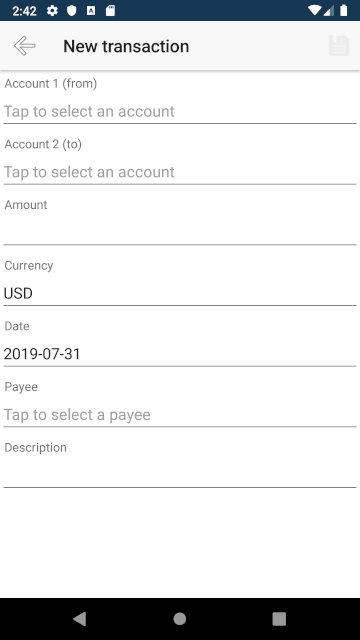 2:42
New transaction
Account 1 (from)
Tap to select an account
Account 2 (to)
Tap to select an account
Amount
Currency
USD
Date
2019-07-31
Payee
Tap to select a payee
Description